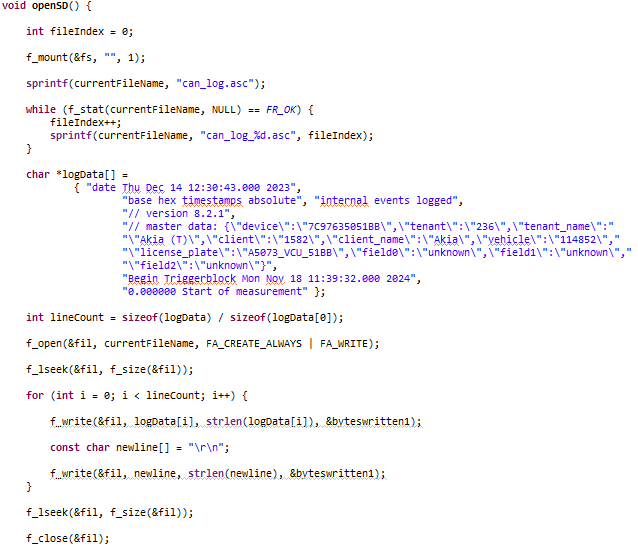 void openSD() {
int fileIndex = 0;
f_mount(&fs, "", 1);
sprintf(currentFileName, "can_log.asc");
while (f_stat(currentFileName, NULL) == FR_OK) {
fileIndex++;
sprintf(currentFileName, "can_log_%d.asc", fileIndex);
}
char *logData[] =
{ "date Thu Dec 14 12:30:43.000 2023",
"base hex timestamps absolute", "internal events logged",
"// version 8.2.1",
"// master data: {\"device\":\"7C97635051BB\",\"tenant\":\"236\",\"tenant_name\":"
"\"Akia (T)\",\"client\":\"1582\",\"client_name\":\"Akia\",\"vehicle\":\"114852\","
"\"license_plate\":\"A5073_VCU_51BB\",\"field0\":\"unknown\",\"field1\":\"unknown\","
"\"field2\":\"unknown\"}",
"Begin Triggerblock Mon Nov 18 11:39:32.000 2024",
"0.000000 Start of measurement" };
int lineCount = sizeof(logData) / sizeof(logData[0]);
f_open(&fil, currentFileName, FA_CREATE_ALWAYS | FA_WRITE);
f_lseek(&fil, f_size(&fil));
for (int i = 0; i < lineCount; i++) {
f_write(&fil, logData[i], strlen(logData[i]), &byteswritten1);
const char newline[] = "\r\n";
f_write(&fil, newline, strlen(newline), &byteswritten1);
}
f_lseek(&fil, f_size(&fil));
f_close(&fil);